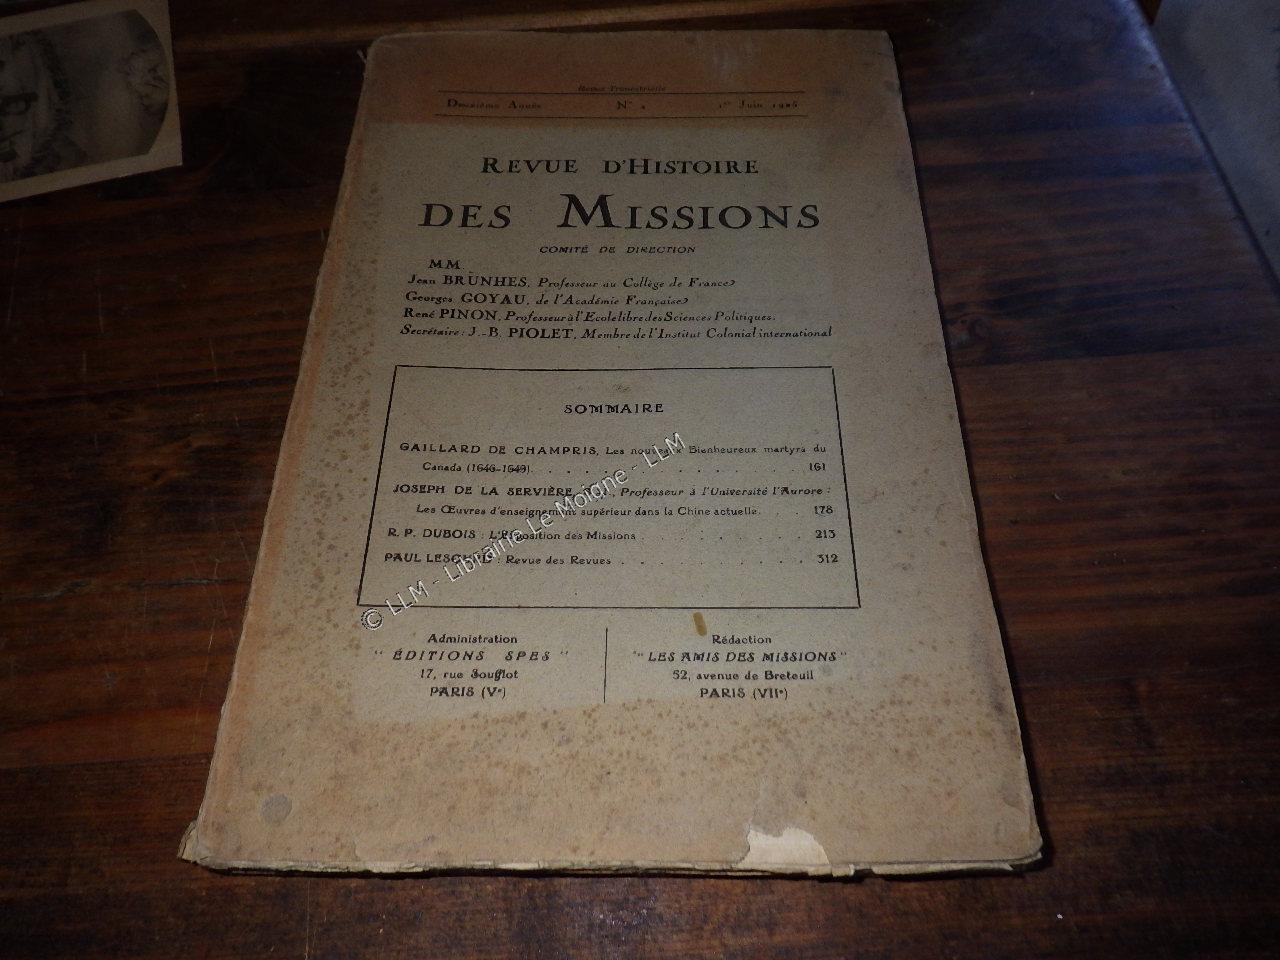 Revue Trimestrielle
Deuxième Année N° 2 1er Juin 1925
REVUE D'HISTOIRE
DES MISSIONS
COMITÉ DE DIRECTION
MM.
Jean BRUNHES, Professeur au Collège de France
Georges GOYAU, de l'Académie Française
René PINON, Professeur à l'Ecole libre des Sciences Politiques.
Secrétaire : J.-B. PIOLET, Membre de l'Institut Colonial international
SOMMAIRE
GAILLARD DE CHAMPRIS, Les nouveaux Bienheureux martyrs du
Canada (1646-1649). . . . . . . . . . . . . 161
JOSEPH DE LA SERVIÈRE, Professeur à l'Université l'Aurore :
Les Œuvres d'enseignement supérieur dans la Chine actuelle. . . 178
R. P. DUBOIS : L'Exposition des Missions . . . . . . . . . 213
PAUL : Revue des Revues . . . . . . . . . . 312
© LLM - Librairie Le Moigne - LLM
Administration
"ÉDITIONS SPES"
17, rue Soufflot
PARIS (Ve)
Rédaction
"LES AMIS DES MISSIONS"
52, avenue de Breteuil
PARIS (VIIe)